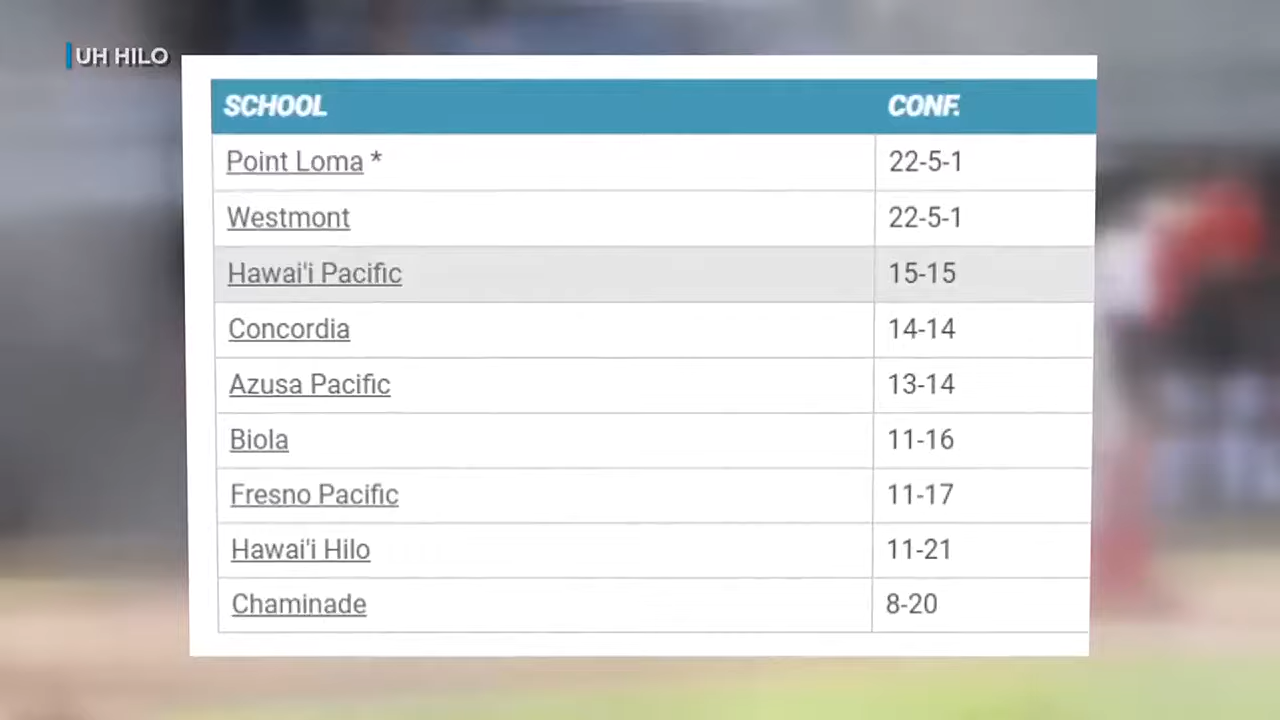 UH HILO
SCHOOL CONF.
Point Loma * 22-5-1
Westmont 22-5-1
Hawai'i Pacific 15-15
Concordia 14-14
Azusa Pacific 13-14
Biola 11-16
Fresno Pacific 11-17
Hawai'i Hilo 11-21
Chaminade 8-20